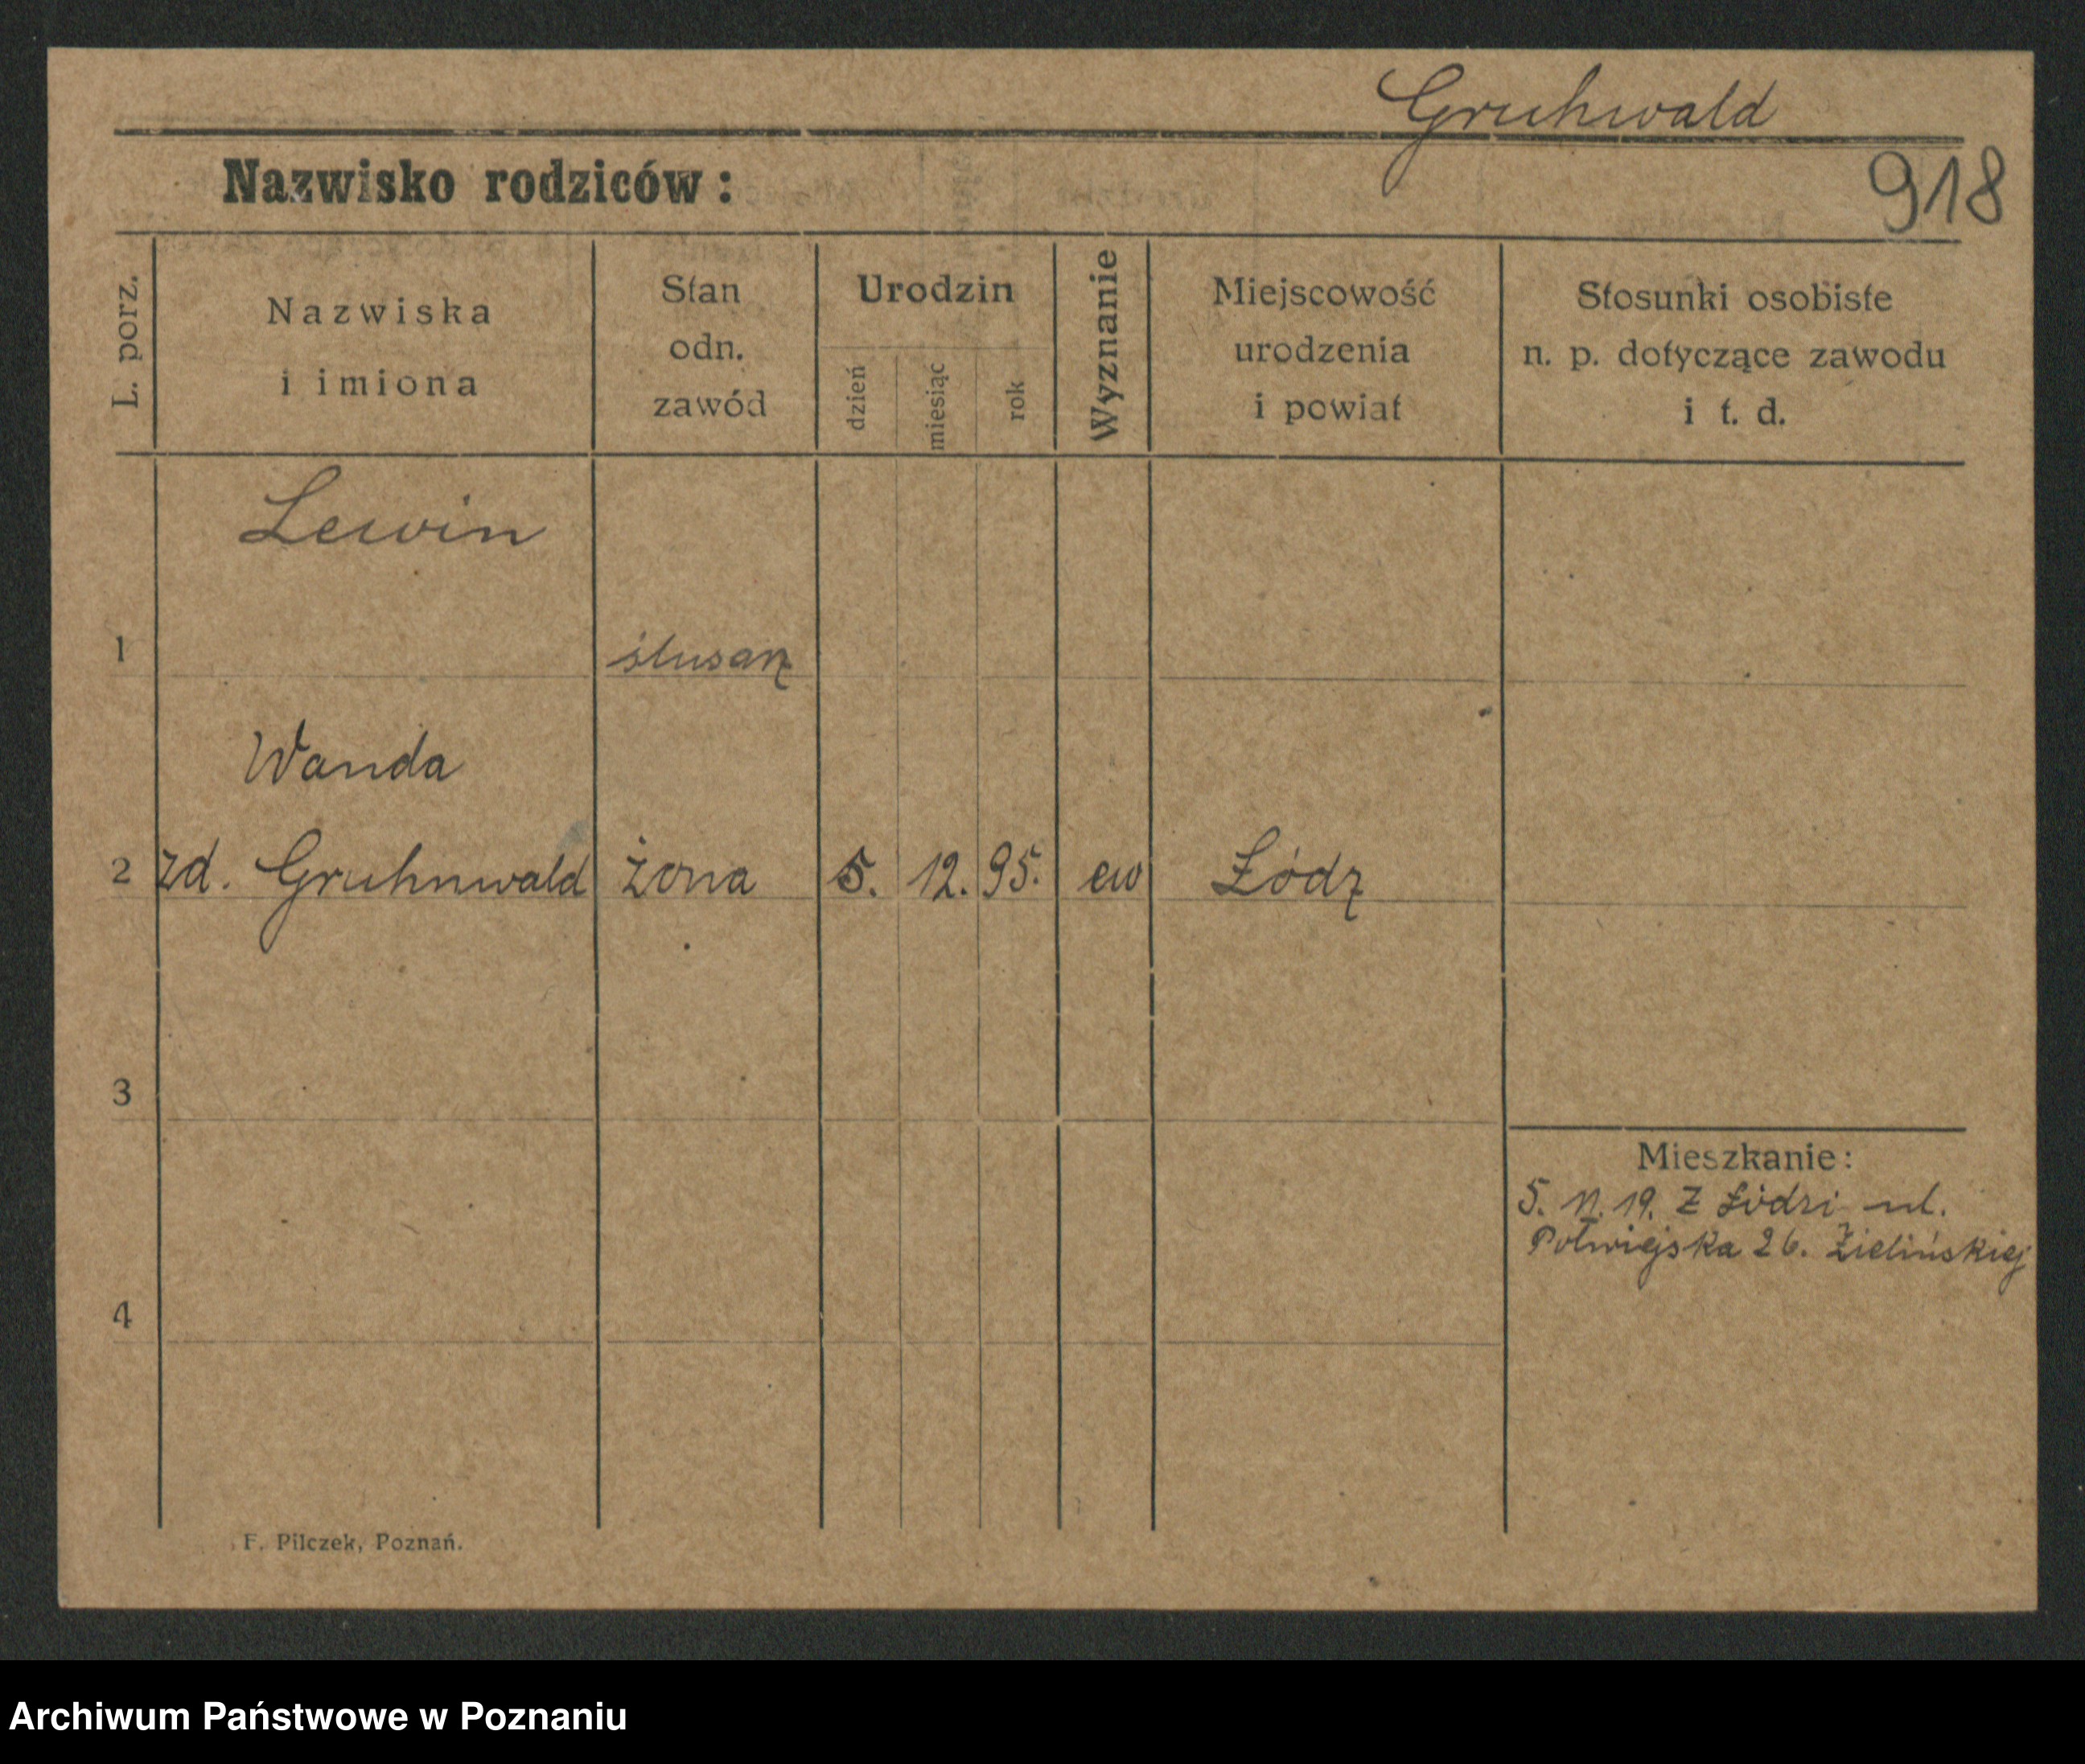 Gruhwald
918
Nazwisko rodziców:
L. porz.
Nazwiska
i imiona
Stan
odn.
zawód
Urodzin
dzień
miesiąc
rok
Wyznanie
Miejscowość
urodzenia
i powiat
Stosunki osobiste
n. p. dotyczące zawodu
i t. d.
Lewin
1 ślusarz
Wanda
2 zd. Gruhnwald żona 5. 12. 95. ew Łódz
3
Mieszkanie:
5. 11. 19. Z Łodzi ul.
Półwiejska 26. Zielińskiej
4
F. Pilczek, Poznań.
Archiwum Państwowe w Poznaniu